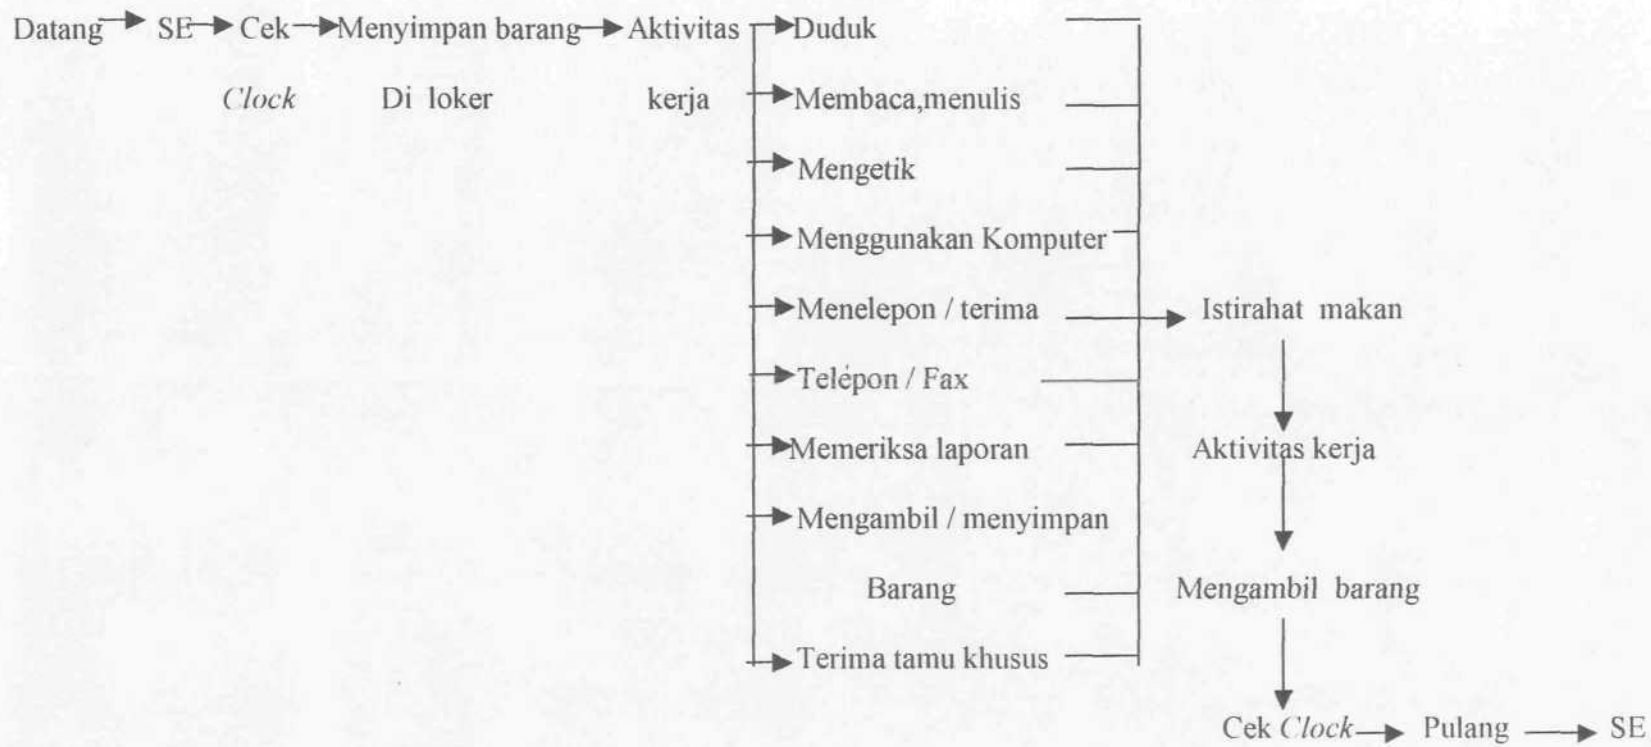 Datang SE Cek Menyimpan barang Aktivitas Duduk
Clock Di loker kerja Membaca,menulis
Mengetik
Menggunakan Komputer
Menelepon / terima Istirahat makan
Telépon / Fax
Memeriksa laporan Aktivitas kerja
Mengambil / menyimpan
Barang Mengambil barang
Terima tamu khusus
Cek Clock Pulang SE